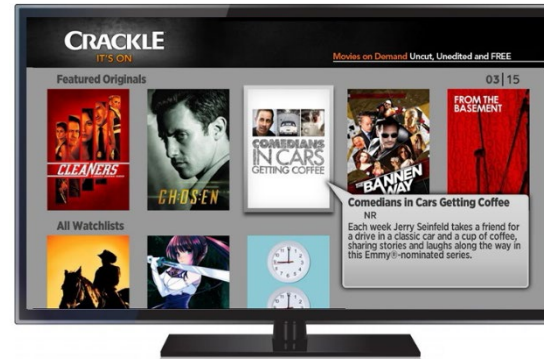 CRACKLE
IT'S ON
Movies on Demand Uncut, Unedited and FREE
Featured Originals
03|15
CLEANERS
CHOSEN
COMEDIANS
IN CARS
GETTING COFFEE
THE
BANNEN
WAY
FROM THE
BASEMENT
Comedians in Cars Getting Coffee
NR
Each week Jerry Seinfeld takes a friend for
a drive in a classic car and a cup of coffee,
sharing stories and laughs along the way in
this Emmy®-nominated series.
All Watchlists